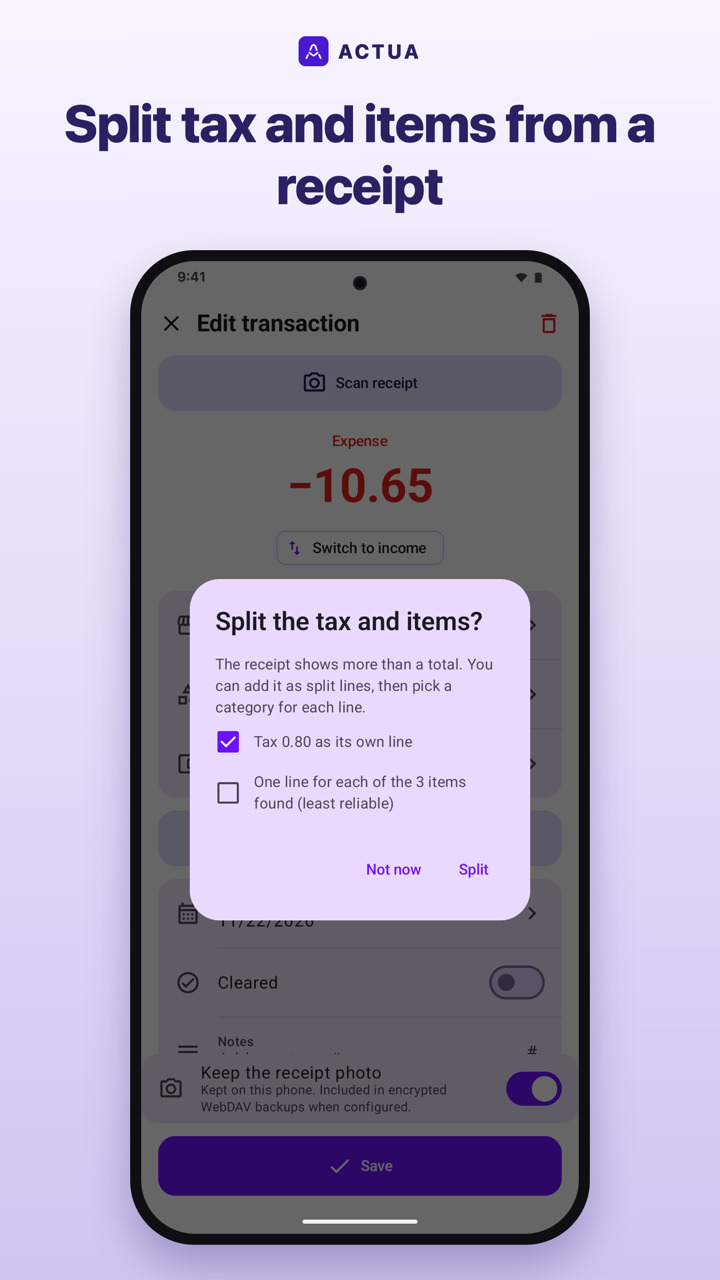 ACTUA
Split tax and items from a
receipt
9:41
Edit transaction
Scan receipt
Expense
−10.65
Switch to income
Split the tax and items?
The receipt shows more than a total. You
can add it as split lines, then pick a
category for each line.
Tax 0.80 as its own line
One line for each of the 3 items
found (least reliable)
Not now
Split
11/22/2026
Cleared
Notes
#
Keep the receipt photo
Kept on this phone. Included in encrypted
WebDAV backups when configured.
Save